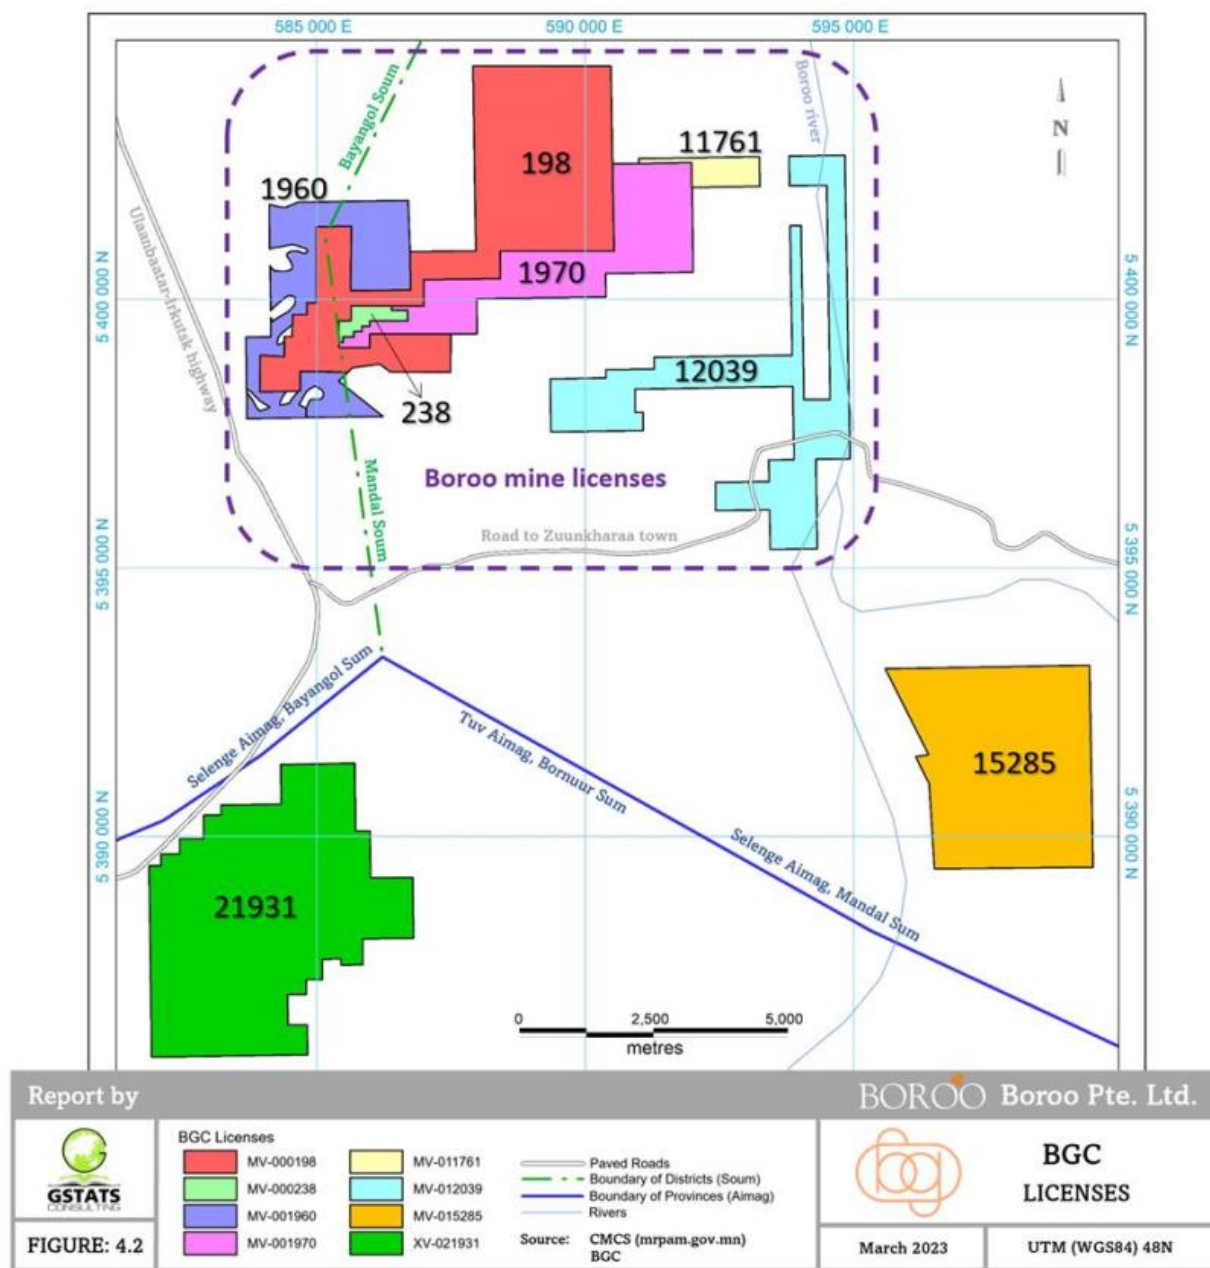 585 000 E
590 000 E
595 000 E
Boroo river
Bayangol Soum
N
11761
198
1960
Ulaanbaatar-Irkutsk highway
1970
5 400 000 N
5 400 000 N
12039
238
Boroo mine licenses
Mandal Soum
Road to Zuunkharaa town
5 395 000 N
5 395 000 N
Selenge Aimag, Bayangol Sum
Tuv Aimag, Bornuur Sum
15285
Selenge Aimag, Mandal Sum
5 390 000 N
5 390 000 N
21931
0 2,500 5,000
metres
Report by
BOROO Boroo Pte. Ltd.
GSTATS
CONSULTING
FIGURE: 4.2
BGC Licenses
MV-000198
MV-000238
MV-001960
MV-001970
MV-011761
MV-012039
MV-015285
XV-021931
Paved Roads
Boundary of Districts (Soum)
Boundary of Provinces (Aimag)
Rivers
Source: CMCS (mrpam.gov.mn)
BGC
bg
BGC
LICENSES
March 2023
UTM (WGS84) 48N